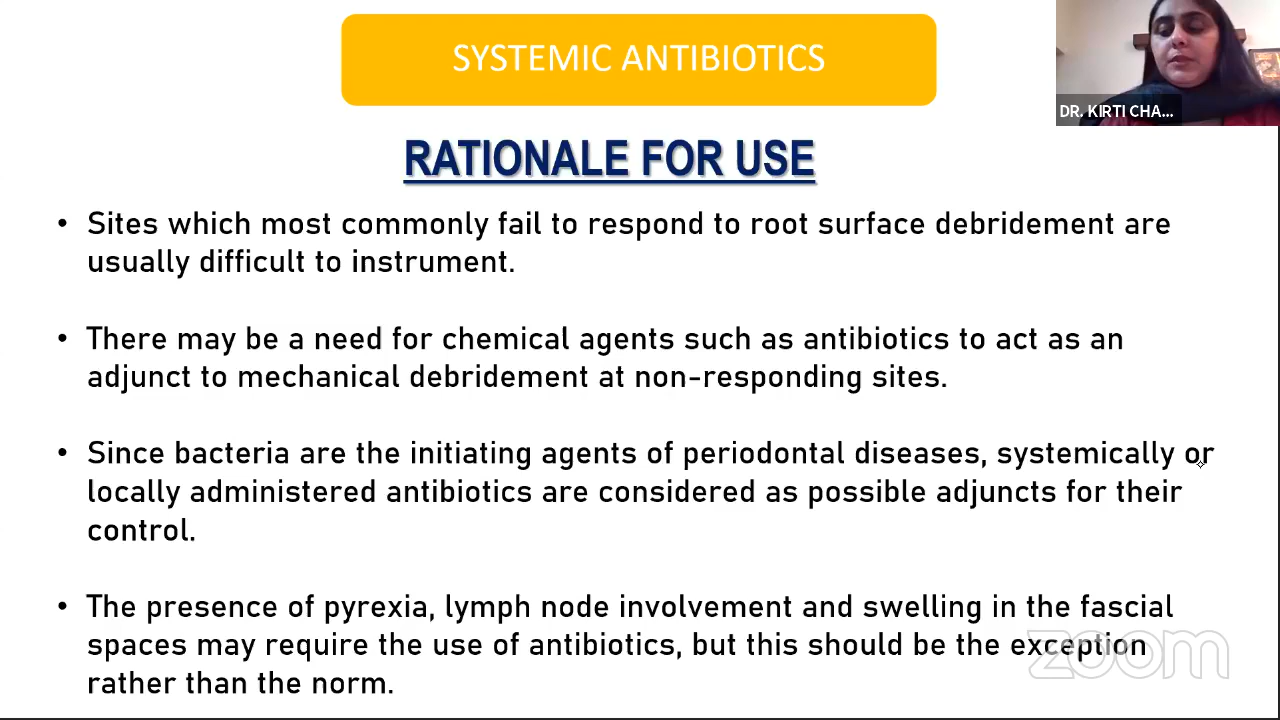 SYSTEMIC ANTIBIOTICS
DR. KIRTI CHA...
RATIONALE FOR USE
• Sites which most commonly fail to respond to root surface debridement are
usually difficult to instrument.
• There may be a need for chemical agents such as antibiotics to act as an
adjunct to mechanical debridement at non-responding sites.
• Since bacteria are the initiating agents of periodontal diseases, systemically or
locally administered antibiotics are considered as possible adjuncts for their
control.
• The presence of pyrexia, lymph node involvement and swelling in the fascial
spaces may require the use of antibiotics, but this should be the exception
rather than the norm.
zoom